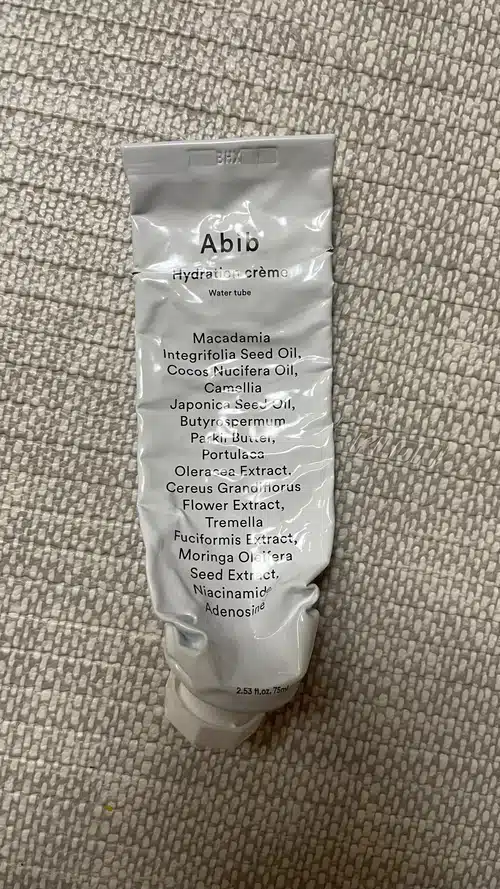 BHX
Abib
Hydration crème
Water tube
Macadamia
Integrifolia Seed Oil,
Cocos Nucifera Oil,
Camellia
Japonica Seed Oil,
Butyrospermum
Parkii Butter,
Portulaca
Oleracea Extract,
Cereus Grandiflorus
Flower Extract,
Tremella
Fuciformis Extract,
Moringa Oleifera
Seed Extract,
Niacinamide
Adenosine
2.53 fl.oz. 75ml